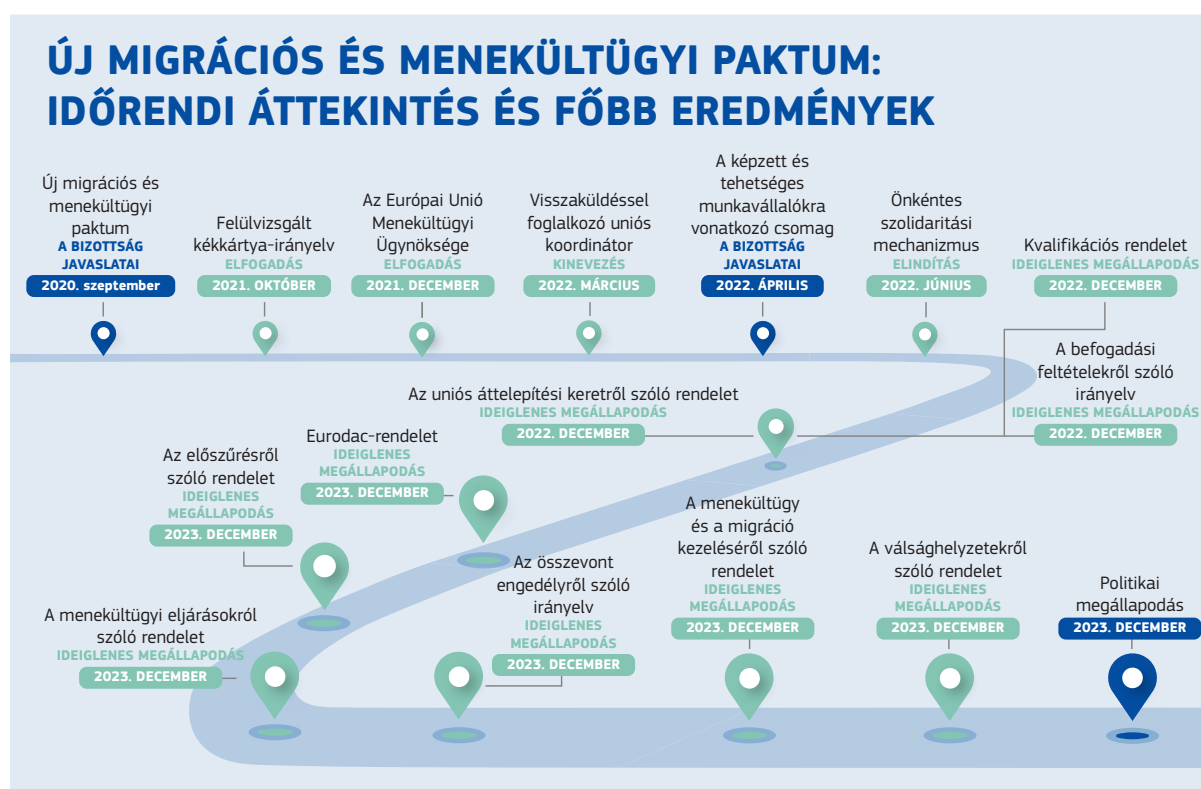 ÚJ MIGRÁCIÓS ÉS MENEKÜLTÜGYI PAKTUM:
IDŐRENDI ÁTTEKINTÉS ÉS FŐBB EREDMÉNYEK
Új migrációs és
menekültügyi
paktum
A BIZOTTSÁG
JAVASLATAI
2020. szeptember
Felülvizsgált
kékkártya-irányelv
ELFOGADÁS
2021. OKTÓBER
Az Európai Unió
Menekültügyi
Ügynöksége
ELFOGADÁS
2021. DECEMBER
Visszaküldéssel
foglalkozó uniós
koordinátor
KINEVEZÉS
2022. MÁRCIUS
A képzett és
tehetséges
munkavállalókra
vonatkozó csomag
A BIZOTTSÁG
JAVASLATAI
2022. ÁPRILIS
Önkéntes
szolidaritási
mechanizmus
ELINDÍTÁS
2022. JÚNIUS
Kvalifikációs rendelet
IDEIGLENES MEGÁLLAPODÁS
2022. DECEMBER
A befogadási
feltételekről szóló
irányelv
IDEIGLENES MEGÁLLAPODÁS
2022. DECEMBER
Az uniós áttelepítési keretről szóló rendelet
IDEIGLENES MEGÁLLAPODÁS
2022. DECEMBER
Eurodac-rendelet
IDEIGLENES
MEGÁLLAPODÁS
2023. DECEMBER
Az előszűrésről
szóló rendelet
IDEIGLENES
MEGÁLLAPODÁS
2023. DECEMBER
A menekültügyi eljárásokról
szóló rendelet
IDEIGLENES MEGÁLLAPODÁS
2023. DECEMBER
Az összevont
engedélyről szóló
irányelv
IDEIGLENES
MEGÁLLAPODÁS
2023. DECEMBER
A menekültügy
és a migráció
kezeléséről szóló
rendelet
IDEIGLENES
MEGÁLLAPODÁS
2023. DECEMBER
A válsághelyzetekről
szóló rendelet
IDEIGLENES
MEGÁLLAPODÁS
2023. DECEMBER
Politikai
megállapodás
2023. DECEMBER